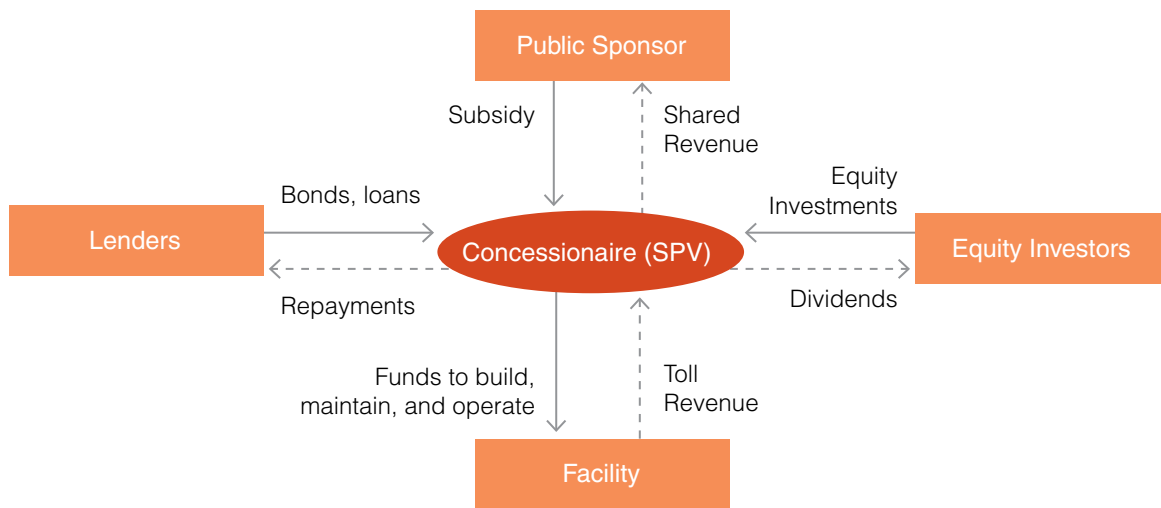 Public Sponsor
Subsidy
Shared
Revenue
Bonds, loans
Equity
Investments
Lenders
Concessionaire (SPV)
Equity Investors
Repayments
Dividends
Funds to build,
maintain, and operate
Toll
Revenue
Facility